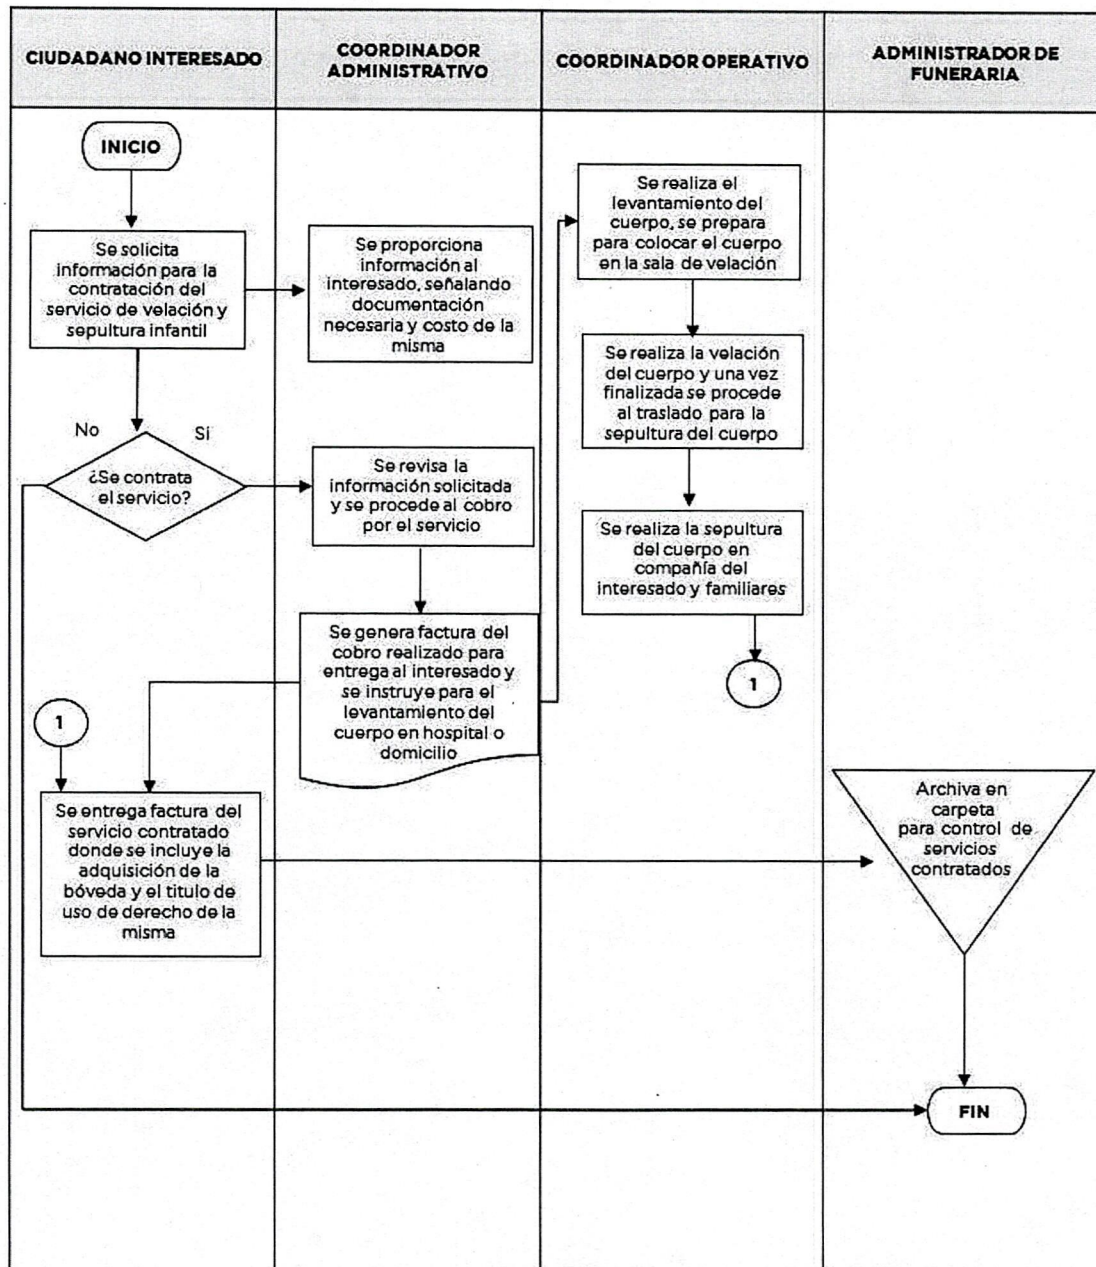 CIUDADANO INTERESADO
COORDINADOR
ADMINISTRATIVO
COORDINADOR OPERATIVO
ADMINISTRADOR DE
FUNERARIA
INICIO
Se solicita
información para la
contratación del
servicio de velación y
sepultura infantil
Se proporciona
información al
interesado, señalando
documentación
necesaria y costo de la
misma
Se realiza el
levantamiento del
cuerpo, se prepara
para colocar el cuerpo
en la sala de velación
Se realiza la velación
del cuerpo y una vez
finalizada se procede
al traslado para la
sepultura del cuerpo
No
Si
¿Se contrata
el servicio?
Se revisa la
información solicitada
y se procede al cobro
por el servicio
Se realiza la sepultura
del cuerpo en
compañía del
interesado y familiares
Se genera factura del
cobro realizado para
entrega al interesado y
se instruye para el
levantamiento del
cuerpo en hospital o
domicilio
1
1
Se entrega factura del
servicio contratado
donde se incluye la
adquisición de la
bóveda y el titulo de
uso de derecho de la
misma
Archiva en
carpeta
para control de
servicios
contratados
FIN